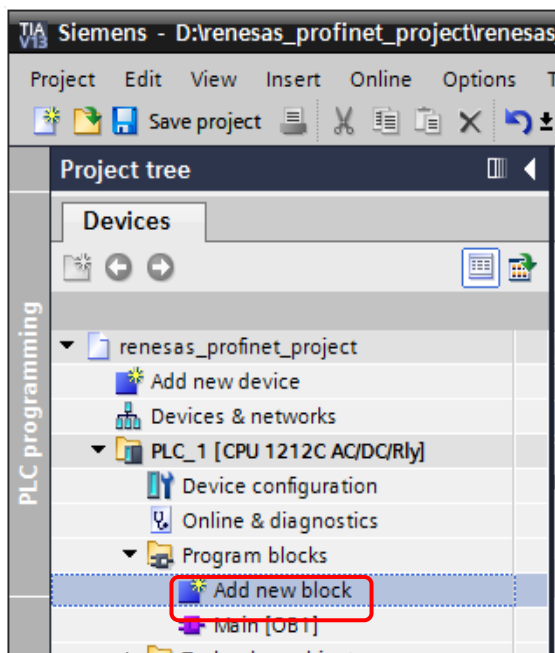 TIA V13 Siemens - D:\renesas_profinet_project\renesas
Project Edit View Insert Online Options
Save project
Project tree
Devices
PLC programming
renesas_profinet_project
Add new device
Devices & networks
PLC_1 [CPU 1212C AC/DC/Rly]
Device configuration
Online & diagnostics
Program blocks
Add new block
Main [OB1]